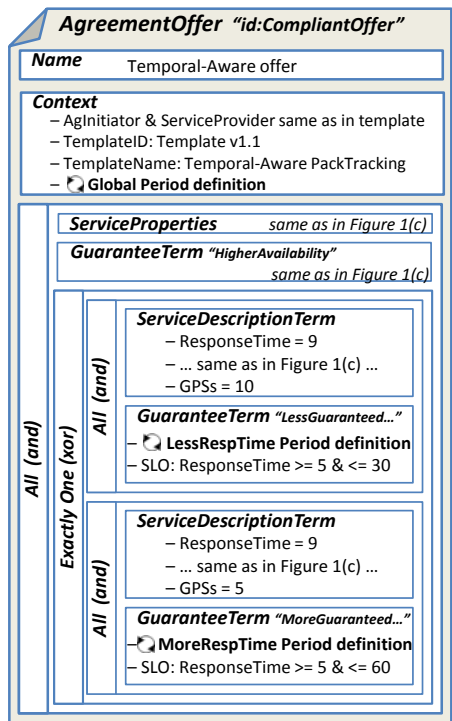 AgreementOffer "id:CompliantOffer"
Name
Temporal-Aware offer
Context
– AgInitiator & ServiceProvider same as in template
– TemplateID: Template v1.1
– TemplateName: Temporal-Aware PackTracking
– Global Period definition
All (and)
ServiceProperties same as in Figure 1(c)
GuaranteeTerm "HigherAvailability"
same as in Figure 1(c)
Exactly One (xor)
All (and)
ServiceDescriptionTerm
– ResponseTime = 9
– ... same as in Figure 1(c) ...
– GPSs = 10
GuaranteeTerm "LessGuaranteed..."
– LessRespTime Period definition
– SLO: ResponseTime >= 5 & <= 30
All (and)
ServiceDescriptionTerm
– ResponseTime = 9
– ... same as in Figure 1(c) ...
– GPSs = 5
GuaranteeTerm "MoreGuaranteed..."
– MoreRespTime Period definition
– SLO: ResponseTime >= 5 & <= 60